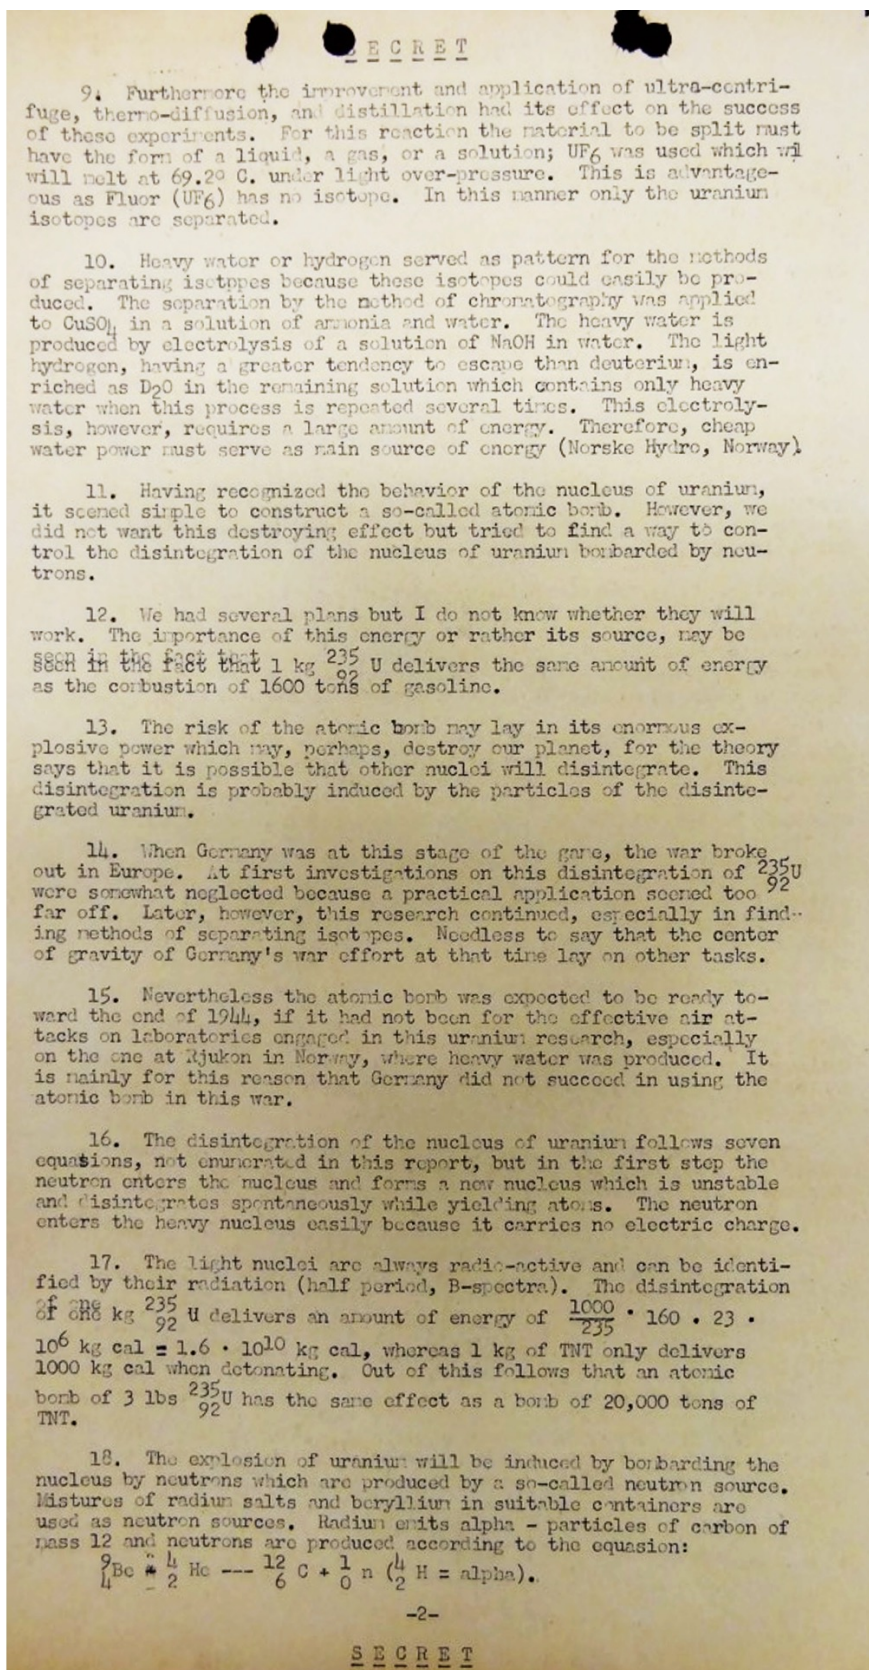 SECRET
9. Furthermore the improvement and application of ultra-centri-
fuge, thermo-diffusion, and distillation had its effect on the success
of these experiments. For this reaction the material to be split must
have the form of a liquid, a gas, or a solution; UF6 was used which wil
will melt at 69.2º C. under light over-pressure. This is advantage-
ous as Fluor (UF6) has no isotope. In this manner only the uranium
isotopes are separated.
10. Heavy water or hydrogen served as pattern for the methods
of separating isotppes because these isotopes could easily be pro-
duced. The separation by the method of chromatography was applied
to CuSO4 in a solution of ammonia and water. The heavy water is
produced by electrolysis of a solution of NaOH in water. The light
hydrogen, having a greater tendency to escape than deuterium, is en-
riched as D2O in the remaining solution which contains only heavy
water when this process is repeated several times. This electroly-
sis, however, requires a large amount of energy. Therefore, cheap
water power must serve as main source of energy (Norske Hydro, Norway).
11. Having recognized the behavior of the nucleus of uranium,
it seemed simple to construct a so-called atomic bomb. However, we
did not want this destroying effect but tried to find a way to con-
trol the disintegration of the nucleus of uranium bombarded by neu-
trons.
12. We had several plans but I do not know whether they will
work. The importance of this energy or rather its source, may be
seen in the fact that 1 kg 235 92 U delivers the same amount of energy
as the combustion of 1600 tons of gasoline.
13. The risk of the atomic bomb may lay in its enormous ex-
plosive power which may, perhaps, destroy our planet, for the theory
says that it is possible that other nuclei will disintegrate. This
disintegration is probably induced by the particles of the disinte-
grated uranium.
14. When Germany was at this stage of the game, the war broke
out in Europe. At first investigations on this disintegration of 235 92 U
were somewhat neglected because a practical application seemed too
far off. Later, however, this research continued, especially in find-
ing methods of separating isotopes. Needless to say that the center
of gravity of Germany's war effort at that time lay on other tasks.
15. Nevertheless the atomic bomb was expected to be ready to-
ward the end of 1944, if it had not been for the effective air at-
tacks on laboratories engaged in this uranium research, especially
on the one at Rjukon in Norway, where heavy water was produced. It
is mainly for this reason that Germany did not succeed in using the
atomic bomb in this war.
16. The disintegration of the nucleus of uranium follows seven
equasions, not enumerated in this report, but in the first step the
neutron enters the nucleus and forms a new nucleus which is unstable
and disintegrates spontaneously while yielding atoms. The neutron
enters the heavy nucleus easily because it carries no electric charge.
17. The light nuclei are always radio-active and can be identi-
fied by their radiation (half period, B-spectra). The disintegration
of one kg 235 92 U delivers an amount of energy of 1000/235 · 160 · 23 ·
10^6 kg cal = 1.6 · 10^10 kg cal, whereas 1 kg of TNT only delivers
1000 kg cal when detonating. Out of this follows that an atomic
bomb of 3 lbs 235 92 U has the same effect as a bomb of 20,000 tons of
TNT.
18. The explosion of uranium will be induced by bombarding the
nucleus by neutrons which are produced by a so-called neutron source.
Mistures of radium salts and beryllium in suitable containers are
used as neutron sources. Radium emits alpha - particles of carbon of
mass 12 and neutrons are produced according to the equasion:
9 4 Be + 4 2 He --- 12 6 C + 1 0 n (4 2 H = alpha).
-2-
SECRET